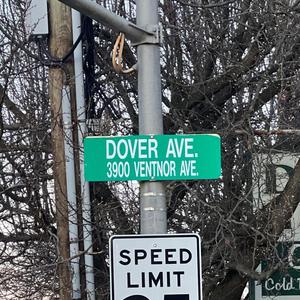 DOVER AVE.
3900 VENTNOR AVE.
SPEED
LIMIT
Cold